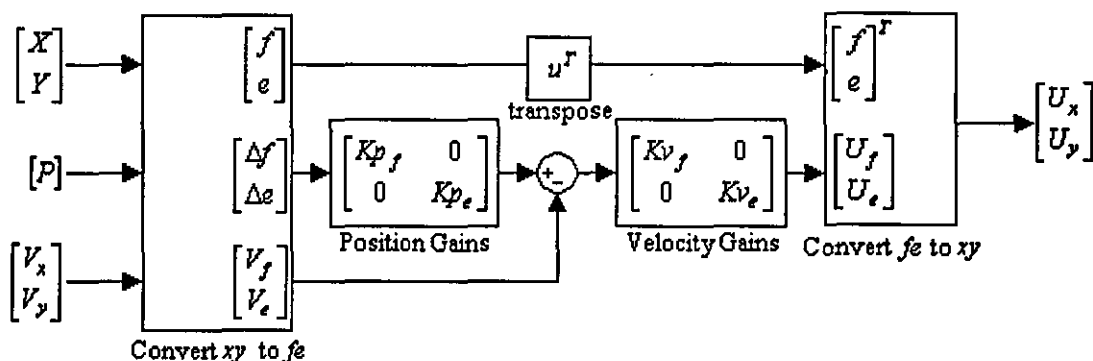 [X Y]
[P]
[V_x V_y]
[f e]
[Δf Δe]
[V_f V_e]
Convert xy to fe
u^T
transpose
[Kp_f 0
0 Kp_e]
Position Gains
+ -
[Kv_f 0
0 Kv_e]
Velocity Gains
[f e]^T
[U_f U_e]
Convert fe to xy
[U_x U_y]